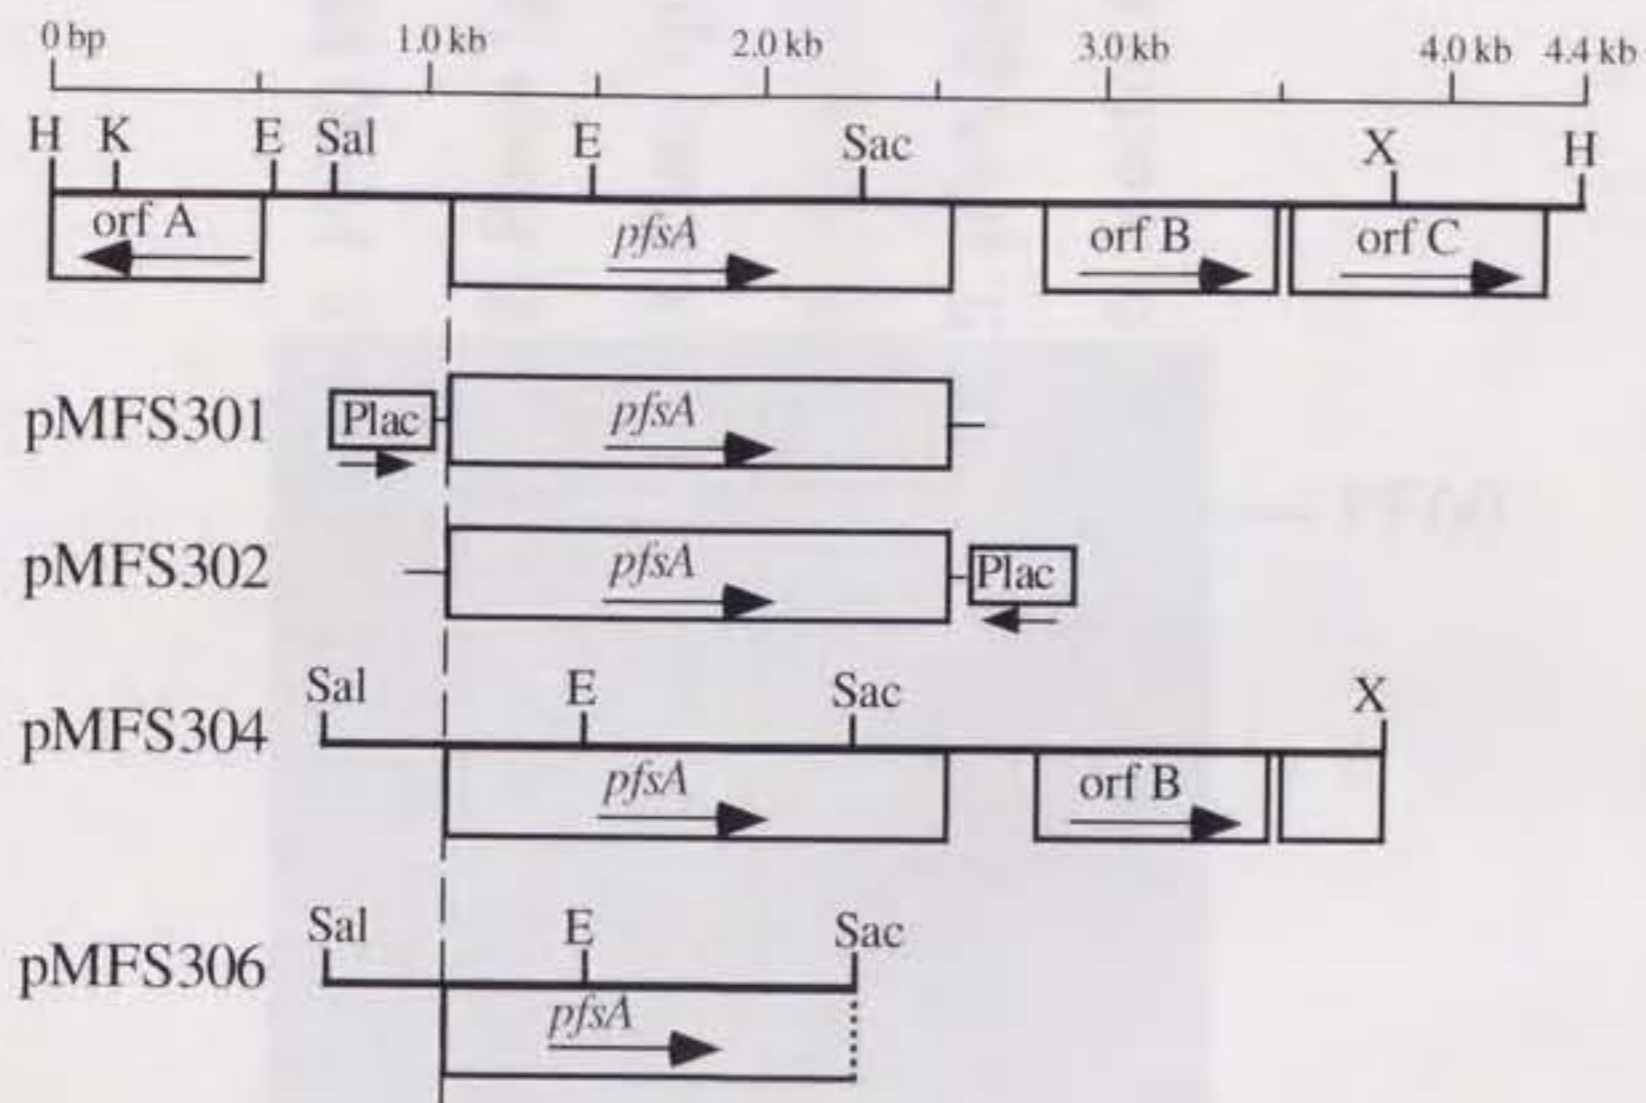 0 bp 1.0 kb 2.0 kb 3.0 kb 4.0 kb 4.4 kb
H K E Sal E Sac X H
orf A pfsA orf B orf C
pMFS301 Plac pfsA
pMFS302 pfsA Plac
Sal E Sac X
pMFS304
pfsA orf B
Sal E Sac
pMFS306
pfsA